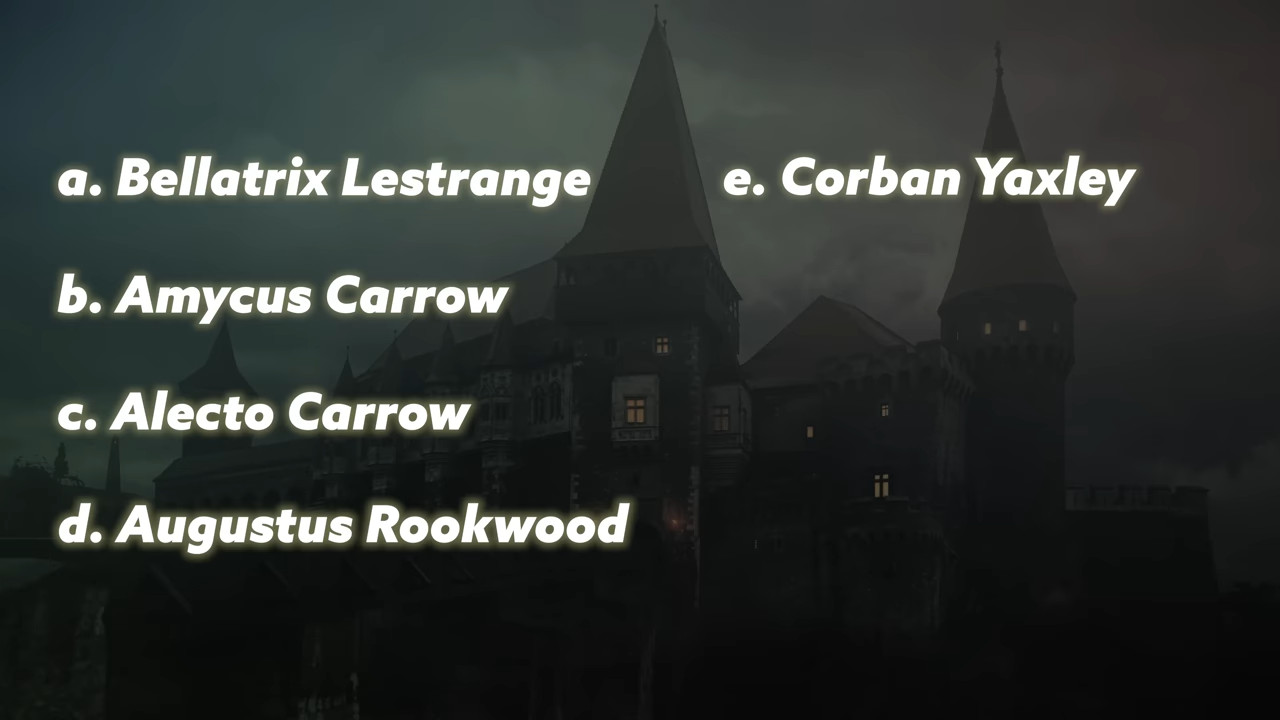 a. Bellatrix Lestrange
b. Amycus Carrow
c. Alecto Carrow
d. Augustus Rookwood
e. Corban Yaxley